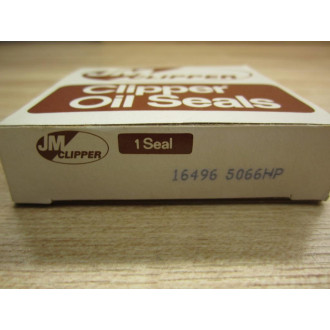 JM CLIPPER
Clipper
Oil Seals
JM
CLIPPER
1 Seal
16496 5066HP